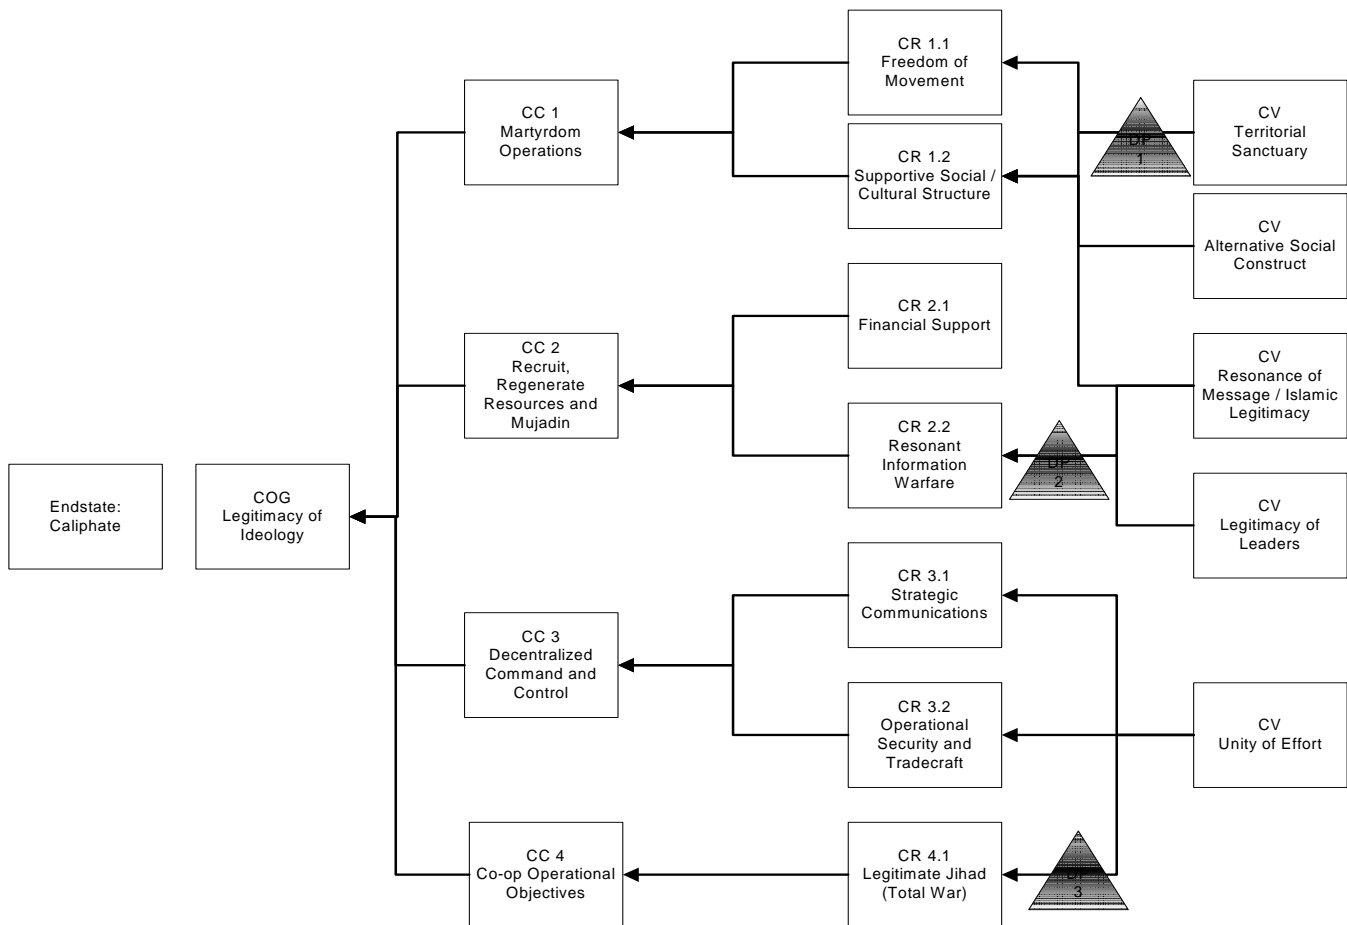 CR 1.1
Freedom of
Movement
CC 1
Martyrdom
Operations
CR 1.2
Supportive Social /
Cultural Structure
DP
1
CV
Territorial
Sanctuary
CV
Alternative Social
Construct
CR 2.1
Financial Support
CC 2
Recruit,
Regenerate
Resources and
Mujadin
CV
Resonance of
Message / Islamic
Legitimacy
CR 2.2
Resonant
Information
Warfare
DP
2
Endstate:
Caliphate
COG
Legitimacy of
Ideology
CV
Legitimacy of
Leaders
CR 3.1
Strategic
Communications
CC 3
Decentralized
Command and
Control
CR 3.2
Operational
Security and
Tradecraft
CV
Unity of Effort
CC 4
Co-op Operational
Objectives
CR 4.1
Legitimate Jihad
(Total War)
DP
3